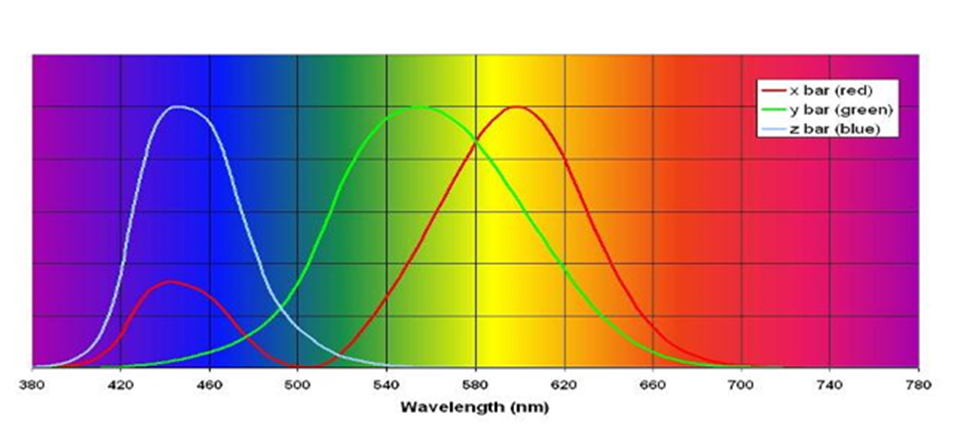 x bar (red)
y bar (green)
z bar (blue)
380 420 460 500 540 580 620 660 700 740 780
Wavelength (nm)